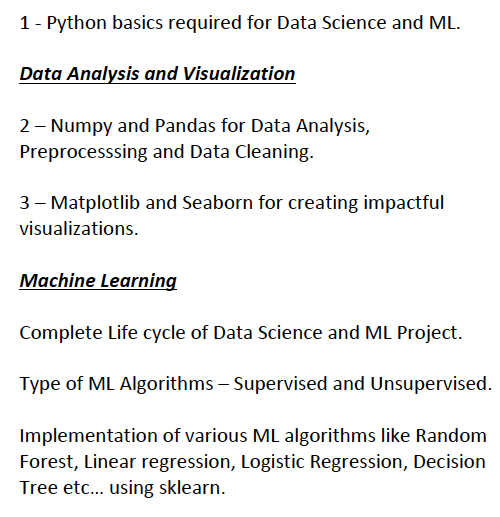 1 - Python basics required for Data Science and ML.
Data Analysis and Visualization
2 – Numpy and Pandas for Data Analysis,
Preprocesssing and Data Cleaning.
3 – Matplotlib and Seaborn for creating impactful
visualizations.
Machine Learning
Complete Life cycle of Data Science and ML Project.
Type of ML Algorithms – Supervised and Unsupervised.
Implementation of various ML algorithms like Random
Forest, Linear regression, Logistic Regression, Decision
Tree etc... using sklearn.